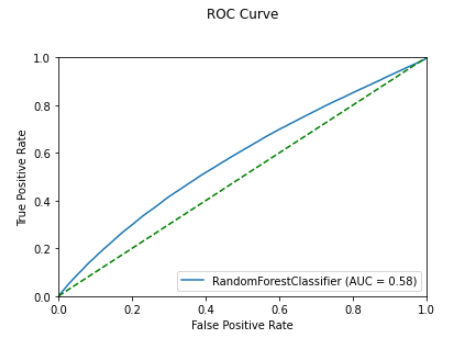 ROC Curve
1.0
0.8
0.6
0.4
0.2
0.0
True Positive Rate
RandomForestClassifier (AUC = 0.58)
0.0 0.2 0.4 0.6 0.8 1.0
False Positive Rate